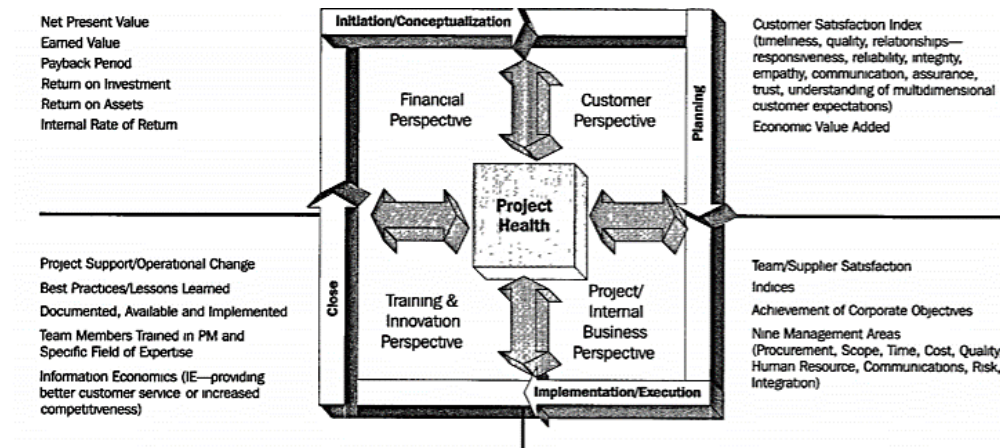 Net Present Value
Earned Value
Payback Period
Return on Investment
Return on Assets
Internal Rate of Return
Initiation/Conceptualization
Financial
Perspective
Customer
Perspective
Planning
Customer Satisfaction Index
(timeliness, quality, relationships—
responsiveness, reliability, integrity,
empathy, communication, assurance,
trust, understanding of multidimensional
customer expectations)
Economic Value Added
Project
Health
Project Support/Operational Change
Best Practices/Lessons Learned
Documented, Available and Implemented
Team Members Trained in PM and
Specific Field of Expertise
Information Economics (IE—providing
better customer service or increased
competitiveness)
Close
Training &
Innovation
Perspective
Project/
Internal
Business
Perspective
Implementation/Execution
Team/Supplier Satisfaction
Indices
Achievement of Corporate Objectives
Nine Management Areas
(Procurement, Scope, Time, Cost, Quality,
Human Resource, Communications, Risk,
Integration)